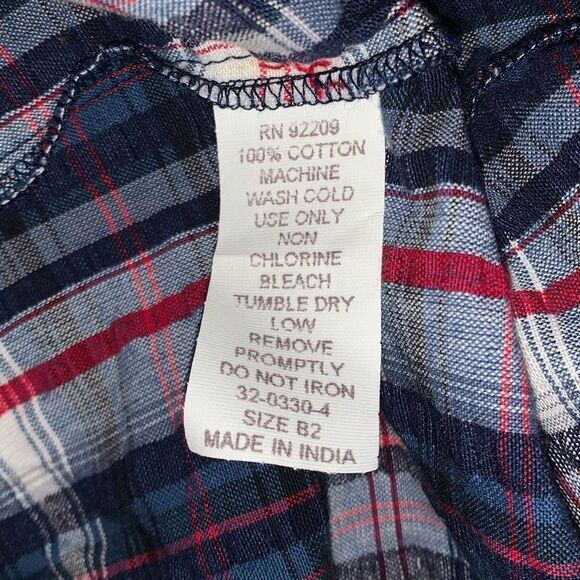 RN 92209
100% COTTON
MACHINE
WASH COLD
USE ONLY
NON
CHLORINE
BLEACH
TUMBLE DRY
LOW
REMOVE
PROMPTLY
DO NOT IRON
32-0330-4
SIZE B2
MADE IN INDIA